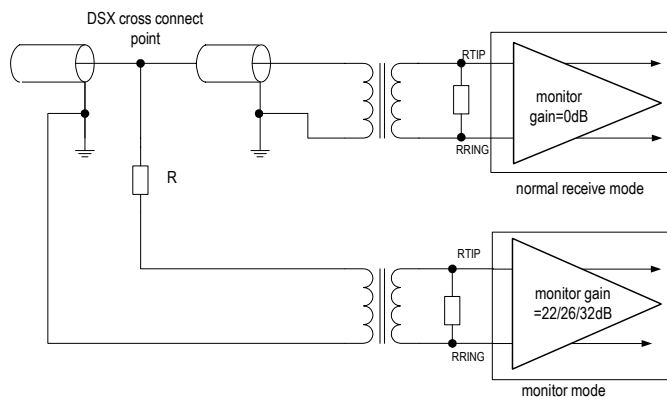 DSX cross connect
point
RTIP
monitor
gain=0dB
RRING
normal receive mode
R
RTIP
monitor gain
=22/26/32dB
RRING
monitor mode